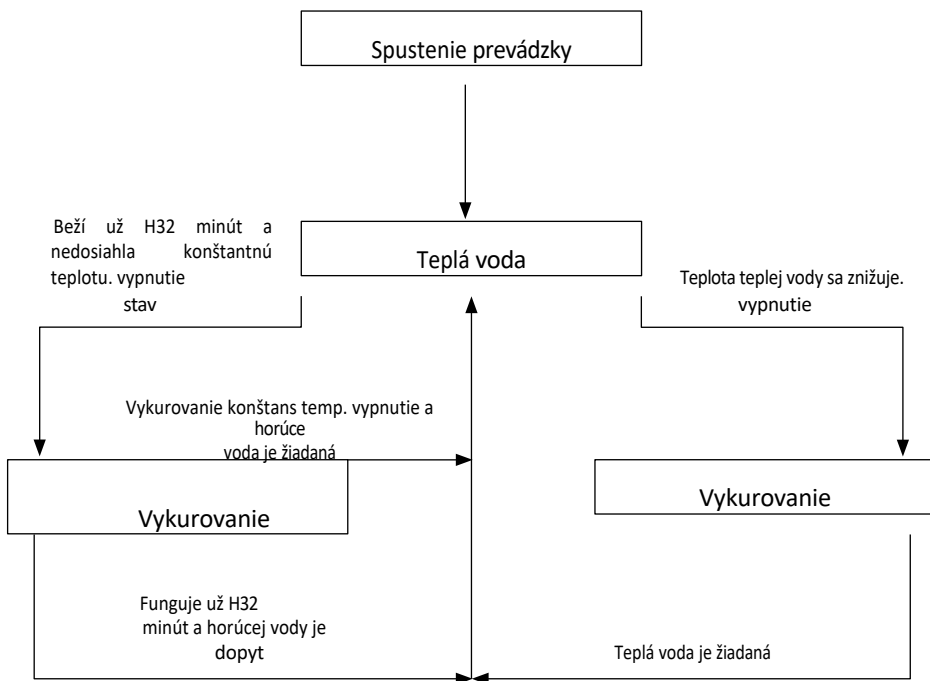 Spustenie prevádzky
Beží už H32 minút a
nedosiahla konštantnú
teplotu. vypnutie
stav
Teplá voda
Teplota teplej vody sa znižuje.
vypnutie
Vykurovanie konštans temp. vypnutie a
horúce
voda je žiadaná
Vykurovanie
Vykurovanie
Funguje už H32
minút a horúcej vody je
dopyt
Teplá voda je žiadaná